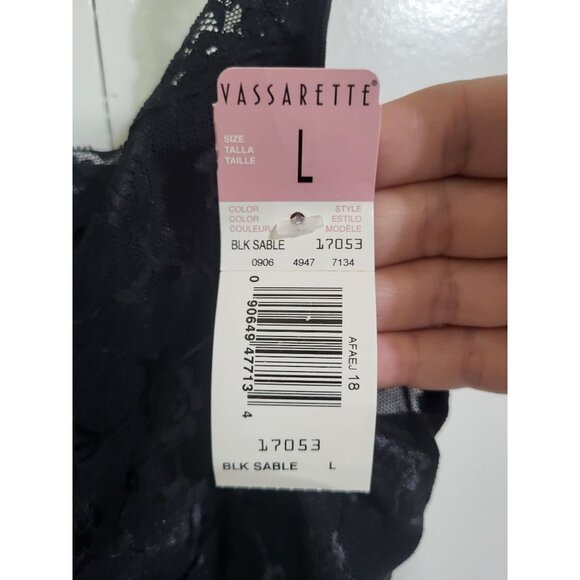 VASSARETTE®
SIZE
TALLA
TAILLE
L
COLOR STYLE
COLOR ESTILO
COULEUR MODÈLE
BLK SABLE 17053
0906 4947 7134
0 90649 47713 4
AFAEJ 18
17053
BLK SABLE L